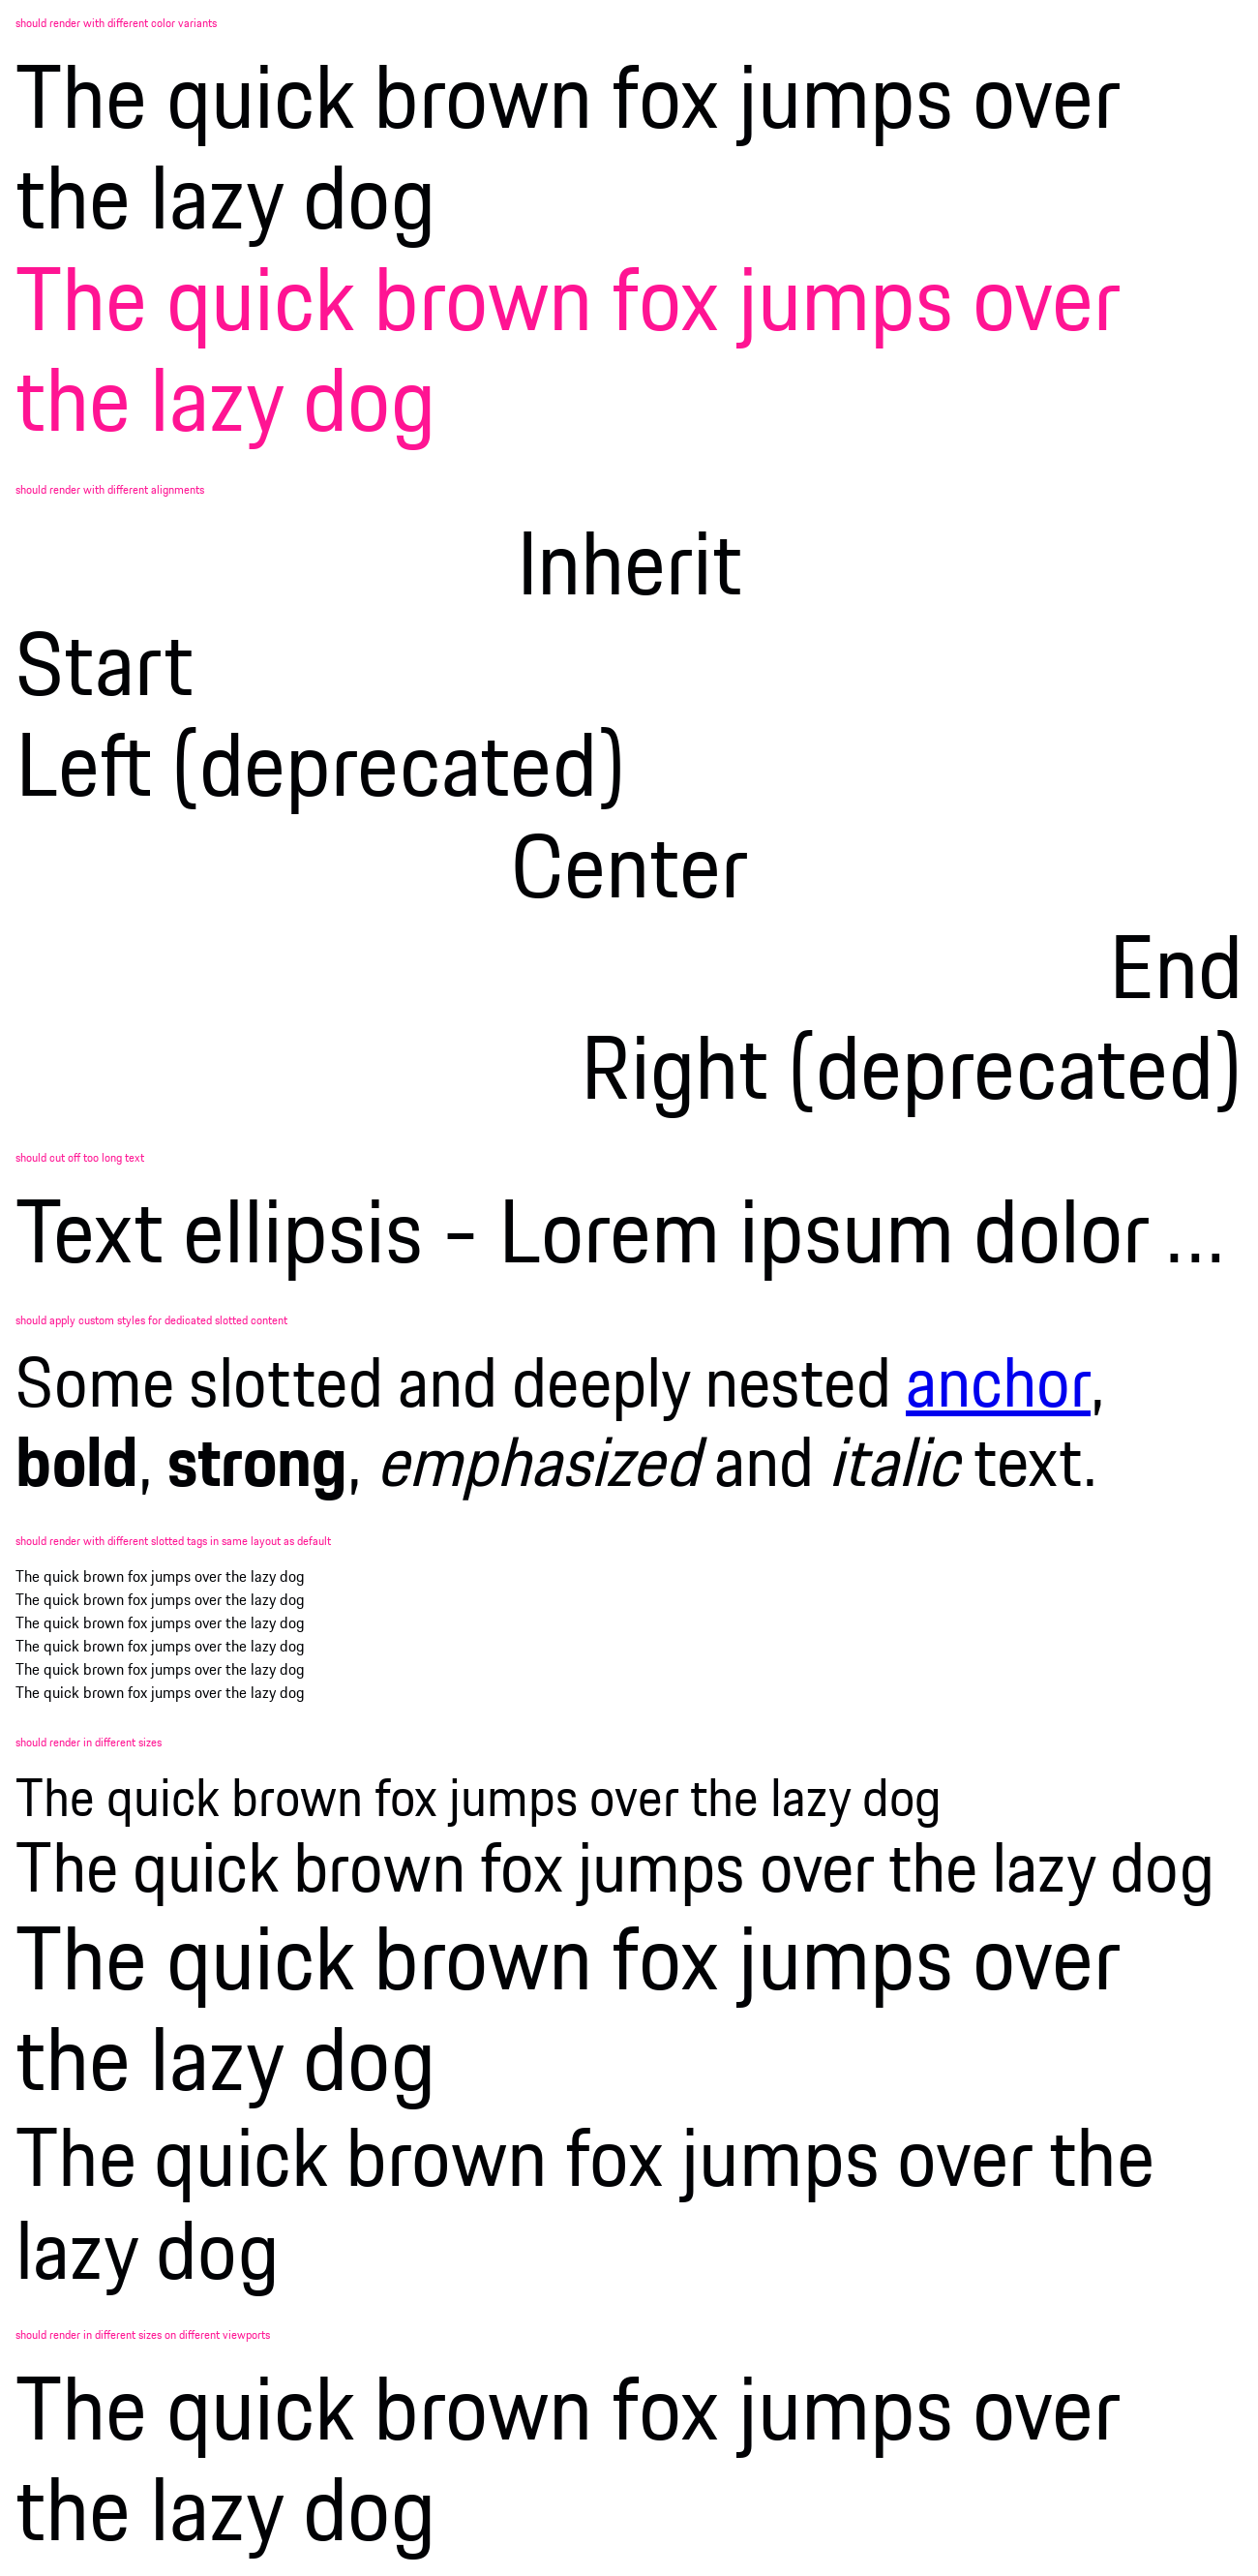 should render with different color variants
The quick brown fox jumps over
the lazy dog
The quick brown fox jumps over
the lazy dog
should render with different alignments
Inherit
Start
Left (deprecated)
Center
End
Right (deprecated)
should cut off too long text
Text ellipsis - Lorem ipsum dolor ...
should apply custom styles for dedicated slotted content
Some slotted and deeply nested anchor,
bold, strong, emphasized and italic text.
should render with different slotted tags in same layout as default
The quick brown fox jumps over the lazy dog
The quick brown fox jumps over the lazy dog
The quick brown fox jumps over the lazy dog
The quick brown fox jumps over the lazy dog
The quick brown fox jumps over the lazy dog
The quick brown fox jumps over the lazy dog
should render in different sizes
The quick brown fox jumps over the lazy dog
The quick brown fox jumps over the lazy dog
The quick brown fox jumps over
the lazy dog
The quick brown fox jumps over the
lazy dog
should render in different sizes on different viewports
The quick brown fox jumps over
the lazy dog